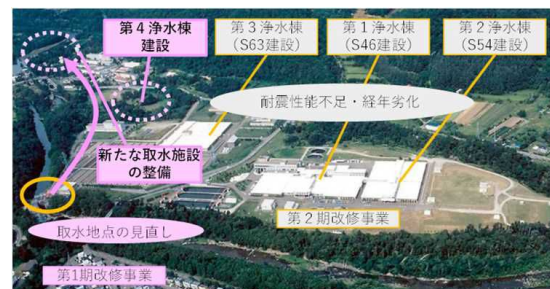 第４浄水棟
建設
第３浄水棟
（S63建設）
第１浄水棟
（S46建設）
第２浄水棟
（S54建設）
耐震性能不足・経年劣化
新たな取水施設
の整備
取水地点の見直し
第２期改修事業
第1期改修事業